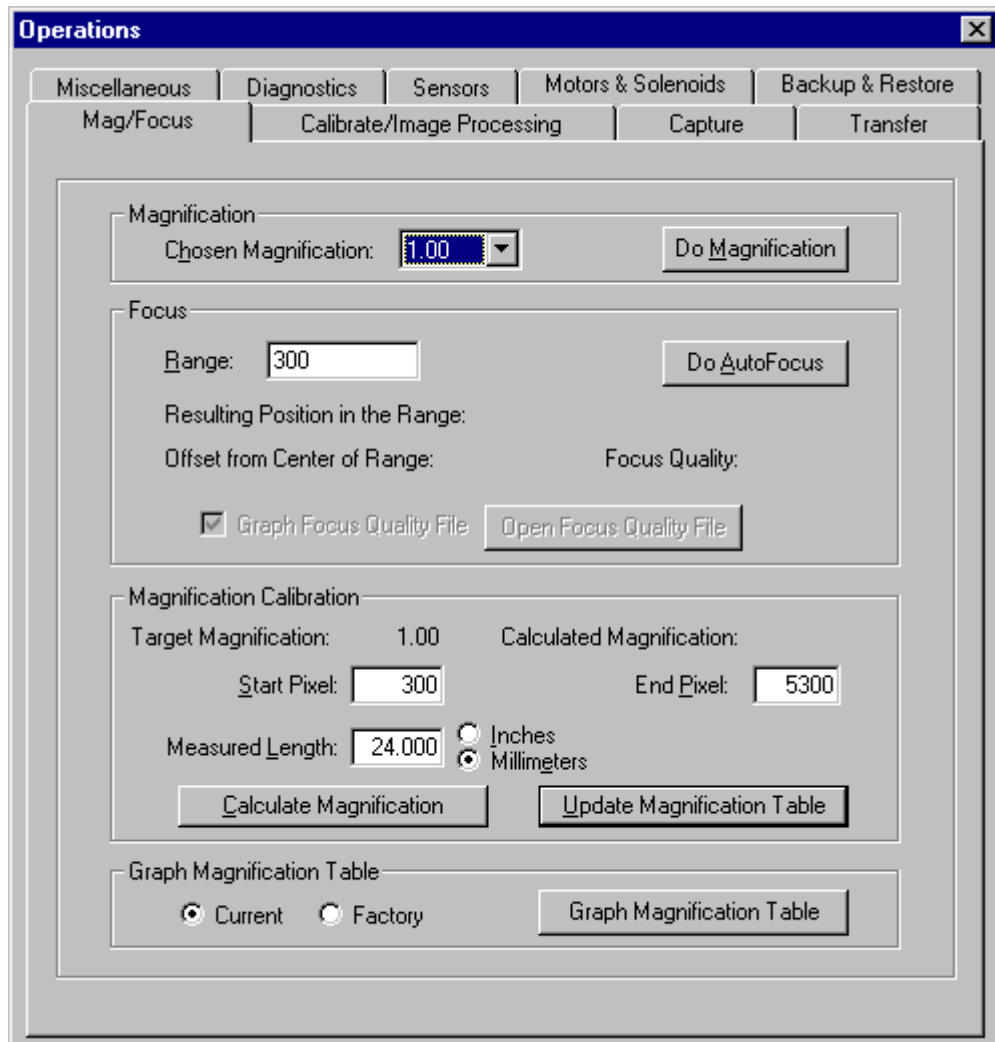 Operations
Miscellaneous Diagnostics Sensors Motors & Solenoids Backup & Restore
Mag/Focus Calibrate/Image Processing Capture Transfer
Magnification
Chosen Magnification: 1.00 Do Magnification
Focus
Range: 300 Do AutoFocus
Resulting Position in the Range:
Offset from Center of Range: Focus Quality:
Graph Focus Quality File Open Focus Quality File
Magnification Calibration
Target Magnification: 1.00 Calculated Magnification:
Start Pixel: 300 End Pixel: 5300
Measured Length: 24.000 Inches
Millimeters
Calculate Magnification Update Magnification Table
Graph Magnification Table
Current Factory Graph Magnification Table